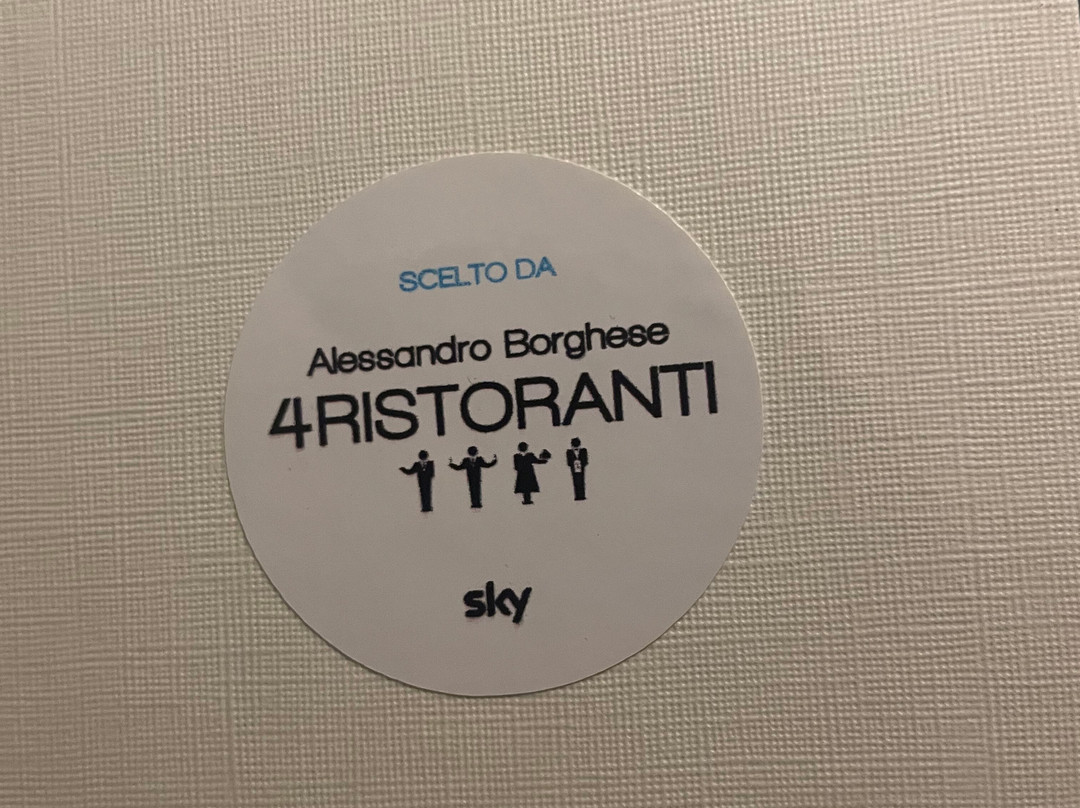 SCELTO DA
Alessandro Borghese
4RISTORANTI
sky